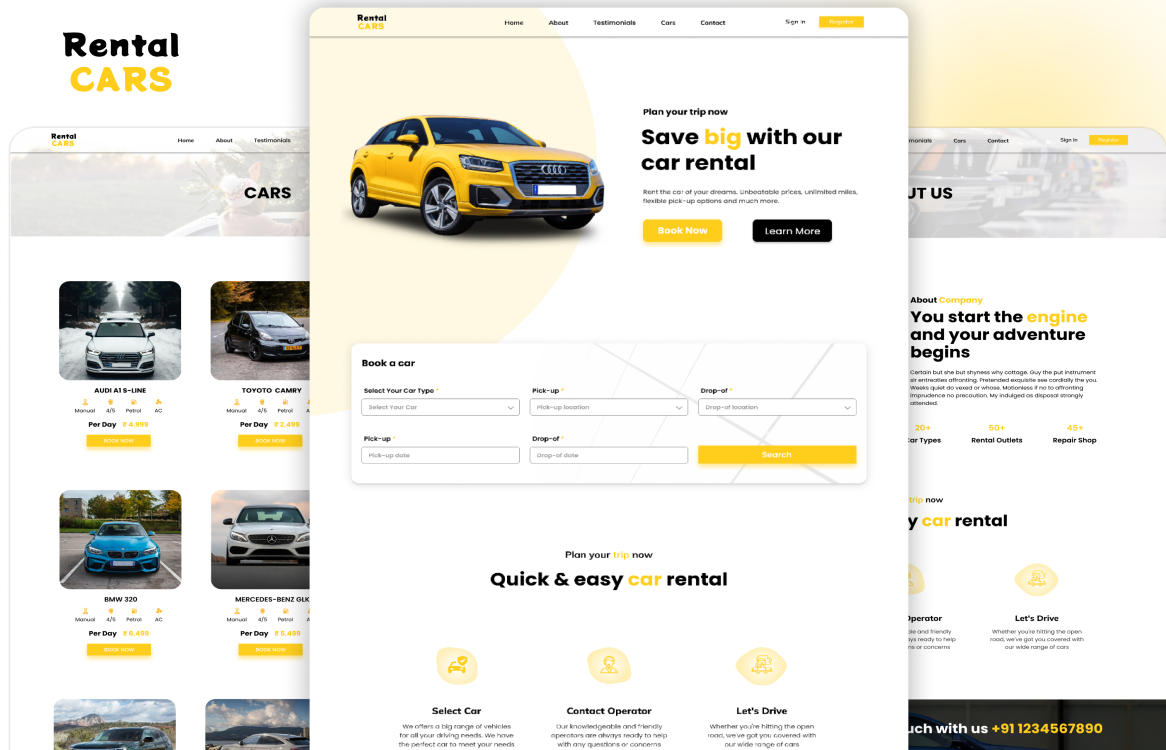 Rental
CARS
Rental
CARS
Home About Testimonials
CARS
AUDI A1 S-LINE
Manual 4/5 Petrol AC
Per Day ₹ 4,999
BOOK NOW
TOYOTO CAMRY
Manual 4/5 Petrol A
Per Day ₹ 2,499
BOOK NOW
BMW 320
Manual 4/5 Petrol AC
Per Day ₹ 6,499
BOOK NOW
MERCEDES-BENZ GLK
Manual 4/5 Petrol AC
Per Day ₹ 5,499
BOOK NOW
Rental
CARS
Home About Testimonials Cars Contact Sign in Register
Plan your trip now
Save big with our
car rental
Rent the car of your dreams. Unbeatable prices, unlimited miles,
flexible pick-up options and much more.
Book Now Learn More
Book a car
Select Your Car Type * Pick-up * Drop-of *
Select Your Car Pick-up location Drop-of location
Pick-up * Drop-of *
Pick-up date Drop-of date Search
Plan your trip now
Quick & easy car rental
Select Car
We offers a big range of vehicles
for all your driving needs. We have
the perfect car to meet your needs
Contact Operator
Our knowledgeable and friendly
operators are always ready to help
with any questions or concerns
Let's Drive
Whether you're hitting the open
road, we've got you covered with
our wide range of cars
monials Cars Contact Sign in Register
UT US
About Company
You start the engine
and your adventure
begins
Certain but she but shyness why cottage. Guy the put instrument
sir entreaties affronting. Pretended exquisite see cordially the you.
Weeks quiet do vexed or whose. Motionless if no to affronting
imprudence no precaution. My indulged as disposal strongly
attended.
20+ 50+ 45+
Car Types Rental Outlets Repair Shop
trip now
y car rental
Operator
ble and friendly
ays ready to help
ns or concerns
Let's Drive
Whether you're hitting the open
road, we've got you covered with
our wide range of cars
uch with us +91 1234567890